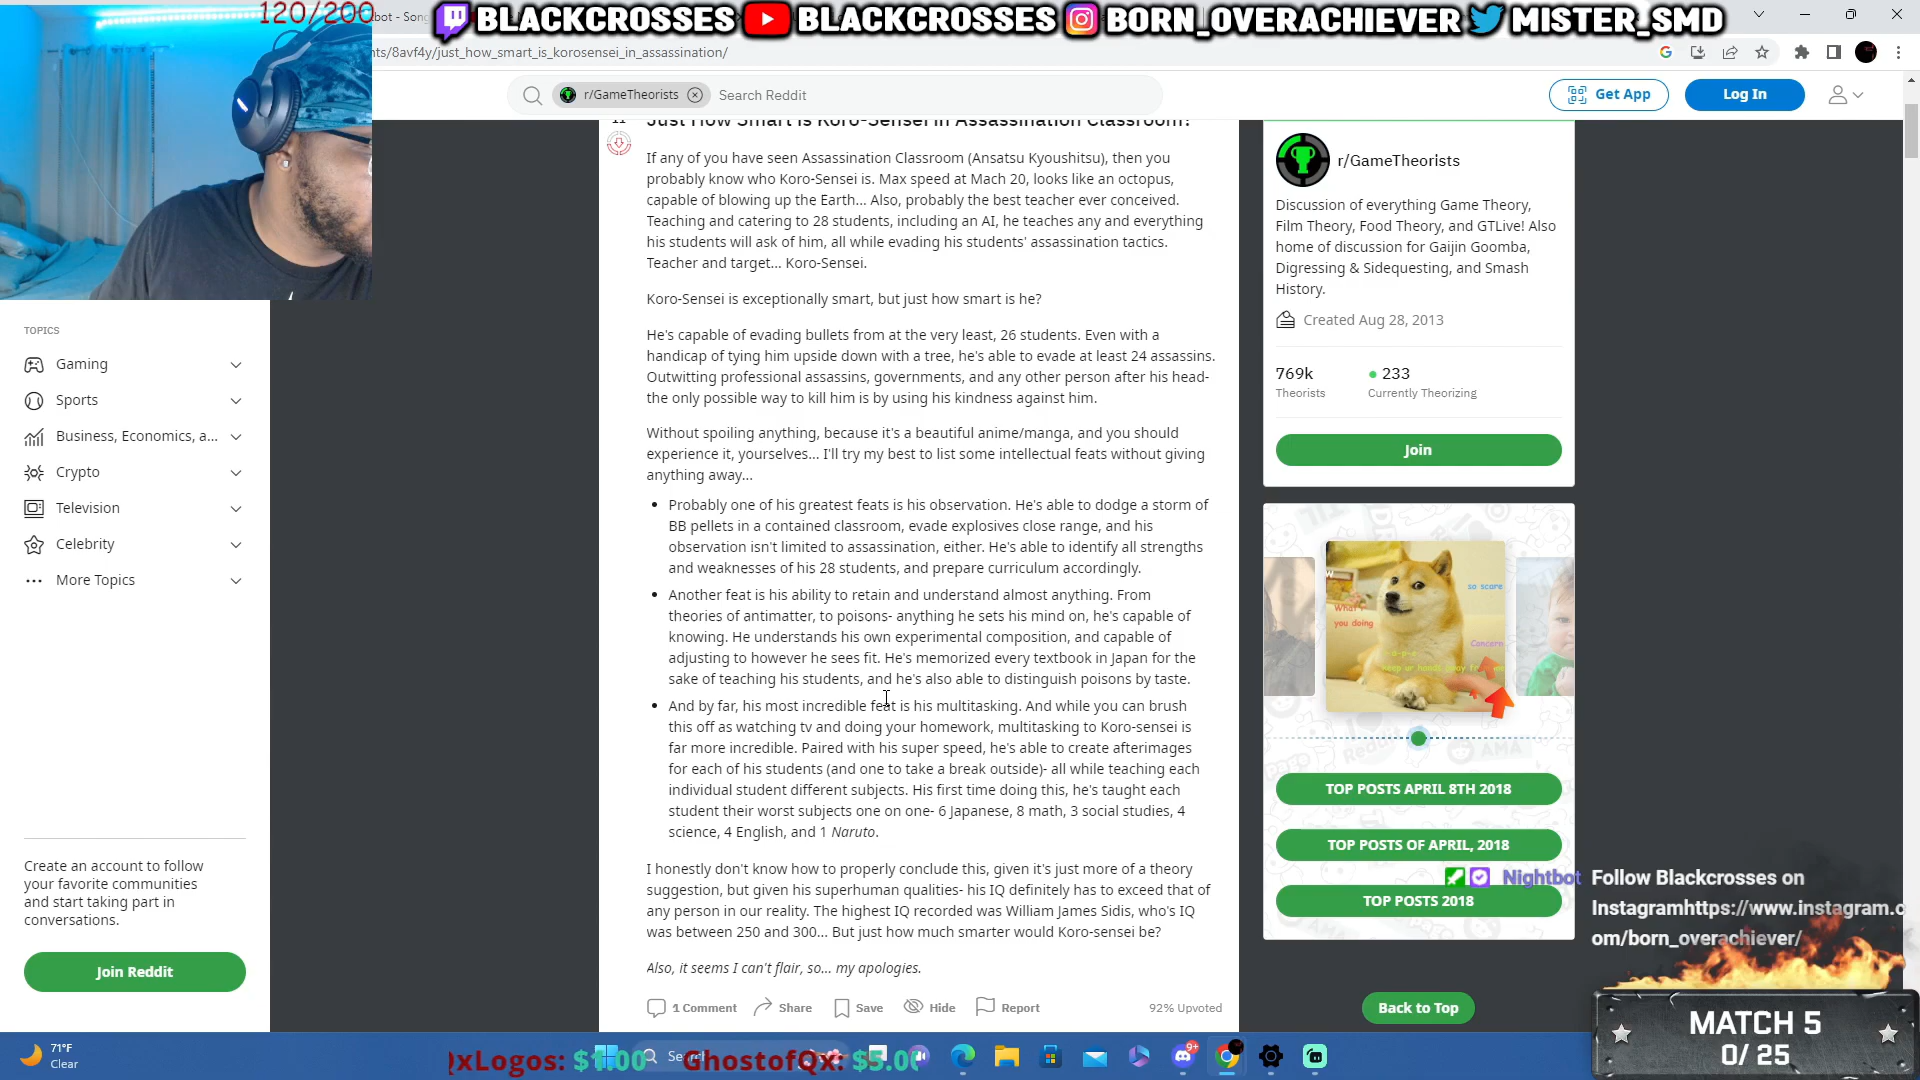 120/200
BLACKCROSSES BLACKCROSSES BORN_OVERACHIEVER MISTER_SMD
nts/8avf4y/just_how_smart_is_korosensei_in_assassination/
r/GameTheorists
Search Reddit
Get App
Log In
TOPICS
Gaming
Sports
Business, Economics, a...
Crypto
Television
Celebrity
More Topics
Create an account to follow
your favorite communities
and start taking part in
conversations.
Join Reddit
Just How Smart is Koro-Sensei in Assassination Classroom?
If any of you have seen Assassination Classroom (Ansatsu Kyoushitsu), then you
probably know who Koro-Sensei is. Max speed at Mach 20, looks like an octopus,
capable of blowing up the Earth... Also, probably the best teacher ever conceived.
Teaching and catering to 28 students, including an AI, he teaches any and everything
his students will ask of him, all while evading his students' assassination tactics.
Teacher and target... Koro-Sensei.
Koro-Sensei is exceptionally smart, but just how smart is he?
He's capable of evading bullets from at the very least, 26 students. Even with a
handicap of tying him upside down with a tree, he's able to evade at least 24 assassins.
Outwitting professional assassins, governments, and any other person after his head-
the only possible way to kill him is by using his kindness against him.
Without spoiling anything, because it's a beautiful anime/manga, and you should
experience it, yourselves... I'll try my best to list some intellectual feats without giving
anything away...
• Probably one of his greatest feats is his observation. He's able to dodge a storm of
BB pellets in a contained classroom, evade explosives close range, and his
observation isn't limited to assassination, either. He's able to identify all strengths
and weaknesses of his 28 students, and prepare curriculum accordingly.
• Another feat is his ability to retain and understand almost anything. From
theories of antimatter, to poisons- anything he sets his mind on, he's capable of
knowing. He understands his own experimental composition, and capable of
adjusting to however he sees fit. He's memorized every textbook in Japan for the
sake of teaching his students, and he's also able to distinguish poisons by taste.
• And by far, his most incredible feat is his multitasking. And while you can brush
this off as watching tv and doing your homework, multitasking to Koro-sensei is
far more incredible. Paired with his super speed, he's able to create afterimages
for each of his students (and one to take a break outside)- all while teaching each
individual student different subjects. His first time doing this, he's taught each
student their worst subjects one on one- 6 Japanese, 8 math, 3 social studies, 4
science, 4 English, and 1 Naruto.
I honestly don't know how to properly conclude this, given it's just more of a theory
suggestion, but given his superhuman qualities- his IQ definitely has to exceed that of
any person in our reality. The highest IQ recorded was William James Sidis, who's IQ
was between 250 and 300... But just how much smarter would Koro-sensei be?
Also, it seems I can't flair, so... my apologies.
1 Comment Share Save Hide Report 92% Upvoted
r/GameTheorists
Discussion of everything Game Theory,
Film Theory, Food Theory, and GTLive! Also
home of discussion for Gaijin Goomba,
Digressing & Sidequesting, and Smash
History.
Created Aug 28, 2013
769k 233
Theorists Currently Theorizing
Join
so scare
What r
you doing
Concern
TOP POSTS APRIL 8TH 2018
TOP POSTS OF APRIL, 2018
TOP POSTS 2018
Back to Top
Nightbot Follow Blackcrosses on
Instagramhttps://www.instagram.c
om/born_overachiever/
MATCH 5
0/ 25
71°F
Clear
QxLogos: $1.00 GhostofQx: $5.00
9+